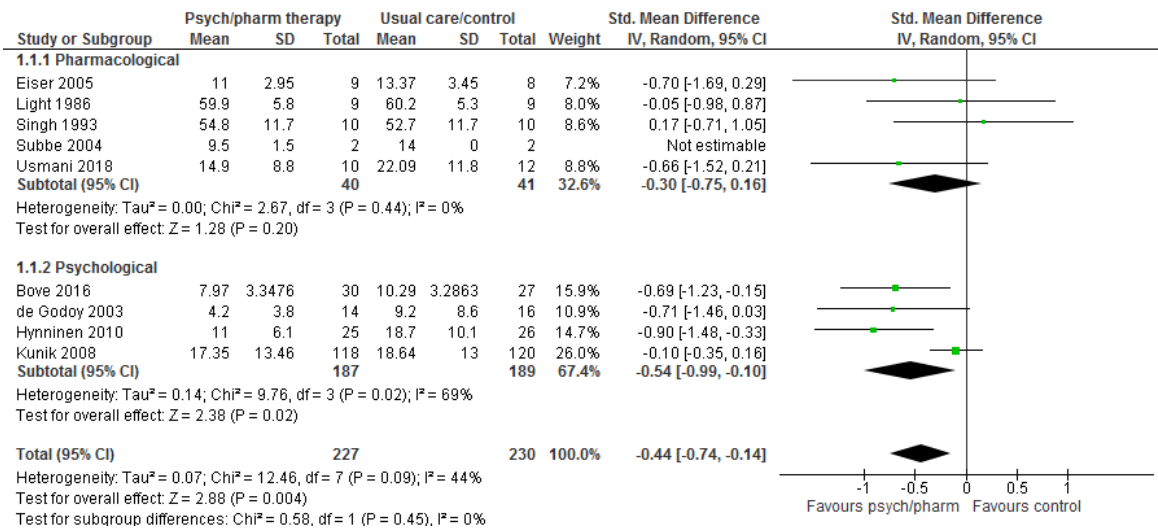 Psych/pharm therapy Usual care/control Std. Mean Difference Std. Mean Difference
Study or Subgroup Mean SD Total Mean SD Total Weight IV, Random, 95% CI IV, Random, 95% CI
1.1.1 Pharmacological
Eiser 2005 11 2.95 9 13.37 3.45 8 7.2% -0.70 [-1.69, 0.29]
Light 1986 59.9 5.8 9 60.2 5.3 9 8.0% -0.05 [-0.98, 0.87]
Singh 1993 54.8 11.7 10 52.7 11.7 10 8.6% 0.17 [-0.71, 1.05]
Subbe 2004 9.5 1.5 2 14 0 2 Not estimable
Usmani 2018 14.9 8.8 10 22.09 11.8 12 8.8% -0.66 [-1.52, 0.21]
Subtotal (95% CI) 40 41 32.6% -0.30 [-0.75, 0.16]
Heterogeneity: Tau² = 0.00; Chi² = 2.67, df = 3 (P = 0.44); I² = 0%
Test for overall effect: Z = 1.28 (P = 0.20)
1.1.2 Psychological
Bove 2016 7.97 3.3476 30 10.29 3.2863 27 15.9% -0.69 [-1.23, -0.15]
de Godoy 2003 4.2 3.8 14 9.2 8.6 16 10.9% -0.71 [-1.46, 0.03]
Hynninen 2010 11 6.1 25 18.7 10.1 26 14.7% -0.90 [-1.48, -0.33]
Kunik 2008 17.35 13.46 118 18.64 13 120 26.0% -0.10 [-0.35, 0.16]
Subtotal (95% CI) 187 189 67.4% -0.54 [-0.99, -0.10]
Heterogeneity: Tau² = 0.14; Chi² = 9.76, df = 3 (P = 0.02); I² = 69%
Test for overall effect: Z = 2.38 (P = 0.02)
Total (95% CI) 227 230 100.0% -0.44 [-0.74, -0.14]
Heterogeneity: Tau² = 0.07; Chi² = 12.46, df = 7 (P = 0.09); I² = 44%
Test for overall effect: Z = 2.88 (P = 0.004)
Test for subgroup differences: Chi² = 0.58, df = 1 (P = 0.45), I² = 0%
-1 -0.5 0 0.5 1
Favours psych/pharm Favours control